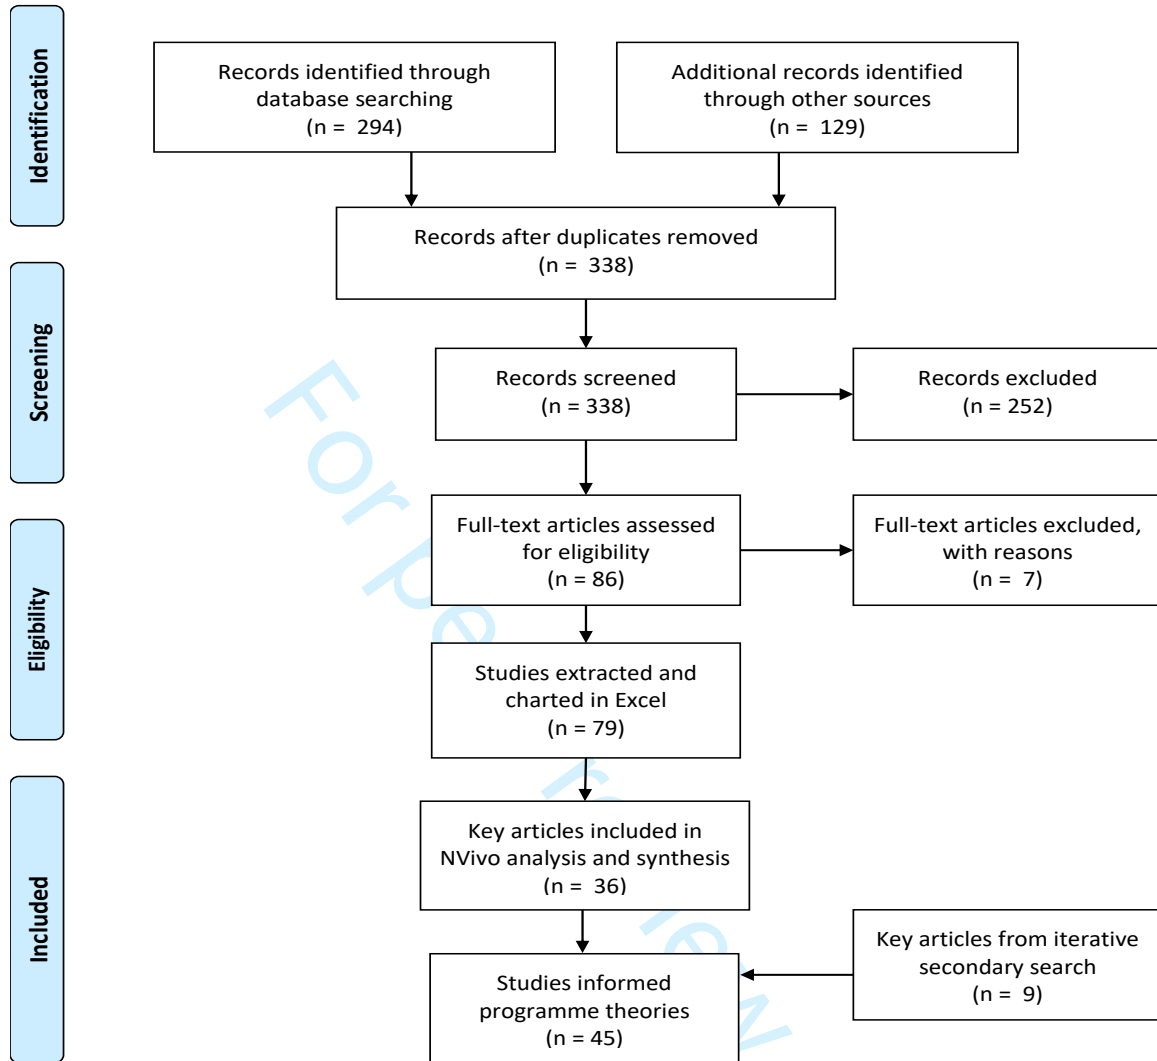 Identification
Records identified through
database searching
(n = 294)
Additional records identified
through other sources
(n = 129)
Records after duplicates removed
(n = 338)
Screening
Records screened
(n = 338)
Records excluded
(n = 252)
Eligibility
Full-text articles assessed
for eligibility
(n = 86)
Full-text articles excluded,
with reasons
(n = 7)
Studies extracted and
charted in Excel
(n = 79)
Included
Key articles included in
NVivo analysis and synthesis
(n = 36)
Key articles from iterative
secondary search
(n = 9)
Studies informed
programme theories
(n = 45)
For